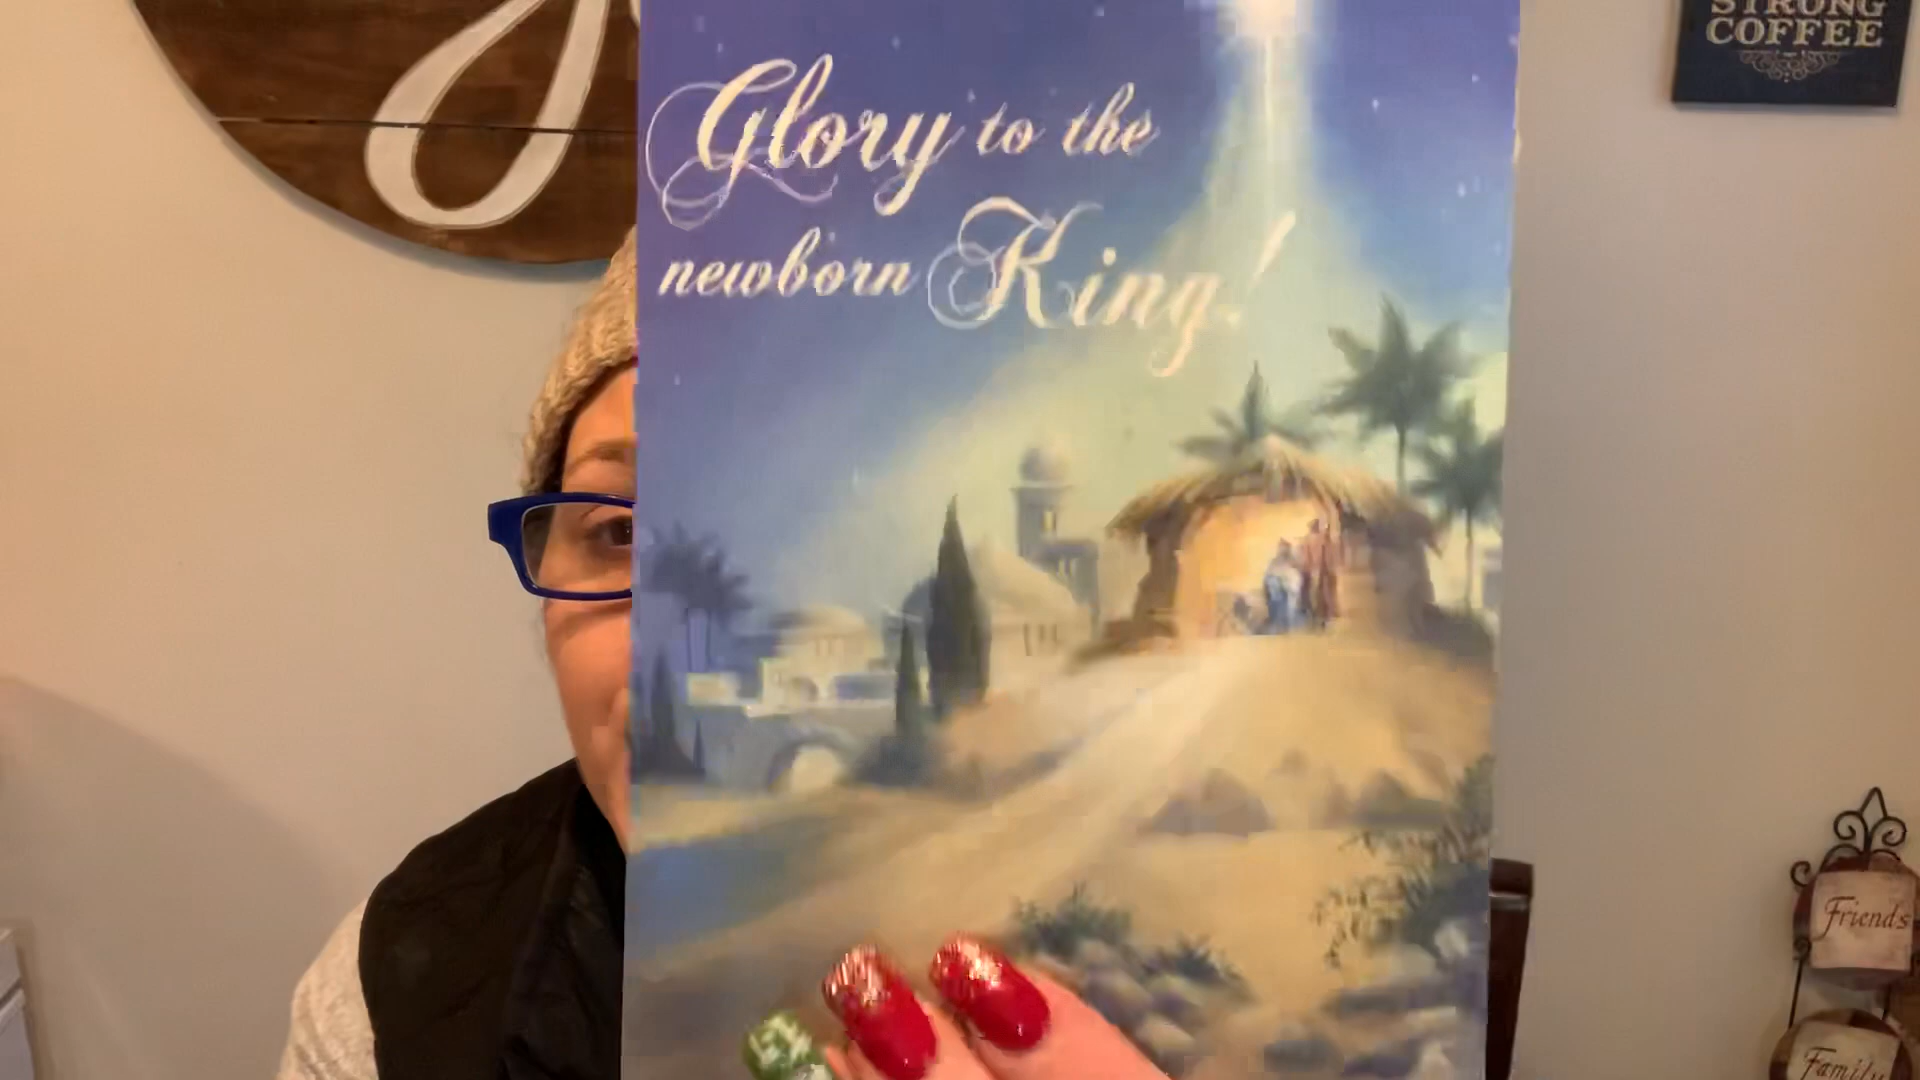 Glory to the
newborn King!
STRONG
COFFEE
Friends
Family